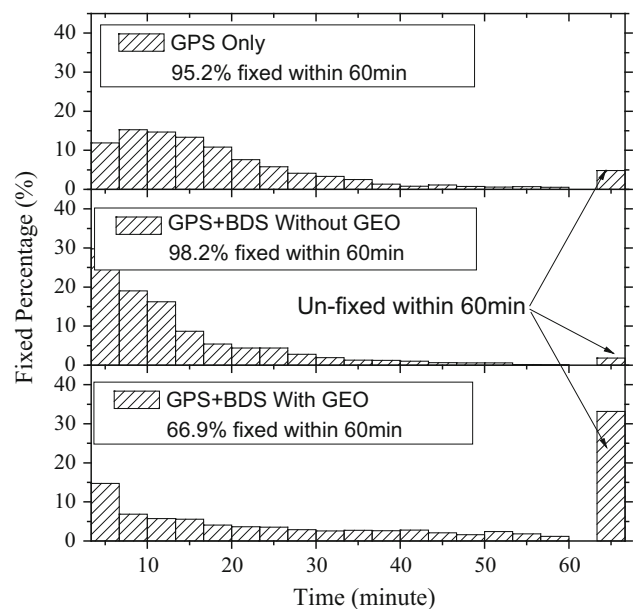 40
30
20
10
0
GPS Only
95.2% fixed within 60min
40
30
20
10
0
GPS+BDS Without GEO
98.2% fixed within 60min
Un-fixed within 60min
40
30
20
10
0
GPS+BDS With GEO
66.9% fixed within 60min
Fixed Percentage (%)
10 20 30 40 50 60
Time (minute)